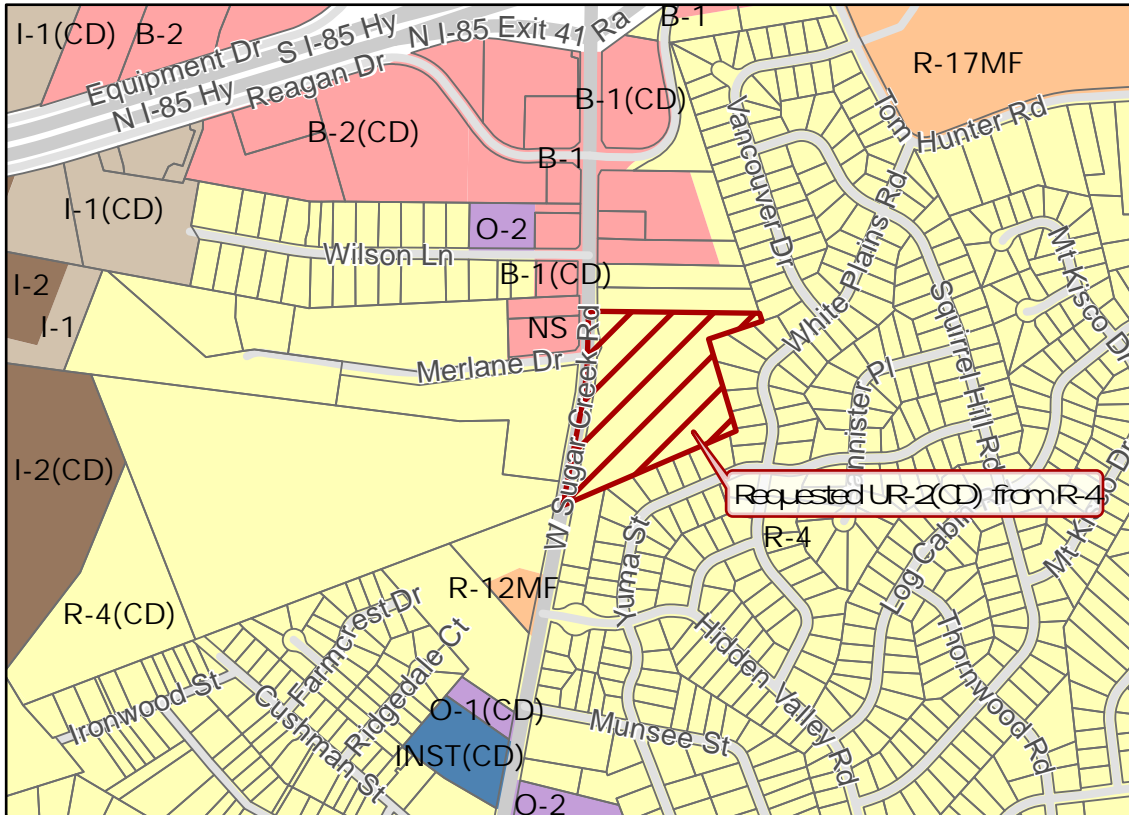 I-1(CD)
B-2
S I-85 Hy
N I-85 Exit 41 Ra
B-1
Equipment Dr
N I-85 Hy
Reagan Dr
R-17MF
B-2(CD)
B-1(CD)
Vancouver Dr
Tom Hunter Rd
B-1
I-1(CD)
O-2
Wilson Ln
White Plains Rd
Mt Kisco Dr
I-2
B-1(CD)
I-1
NS
Squirrel Hill Rd
Merlane Dr
W Sugar Creek Rd
I-2(CD)
Requested UR-2(CD) from R-4
R-4
Mt Kisco Dr
Yuma St
R-12MF
R-4(CD)
Farmcrest Dr
Hidden Valley Rd
Thornwood Rd
Ridgedale Ct
Ironwood St
Cushman St
O-1(CD)
Munsee St
INST(CD)
O-2